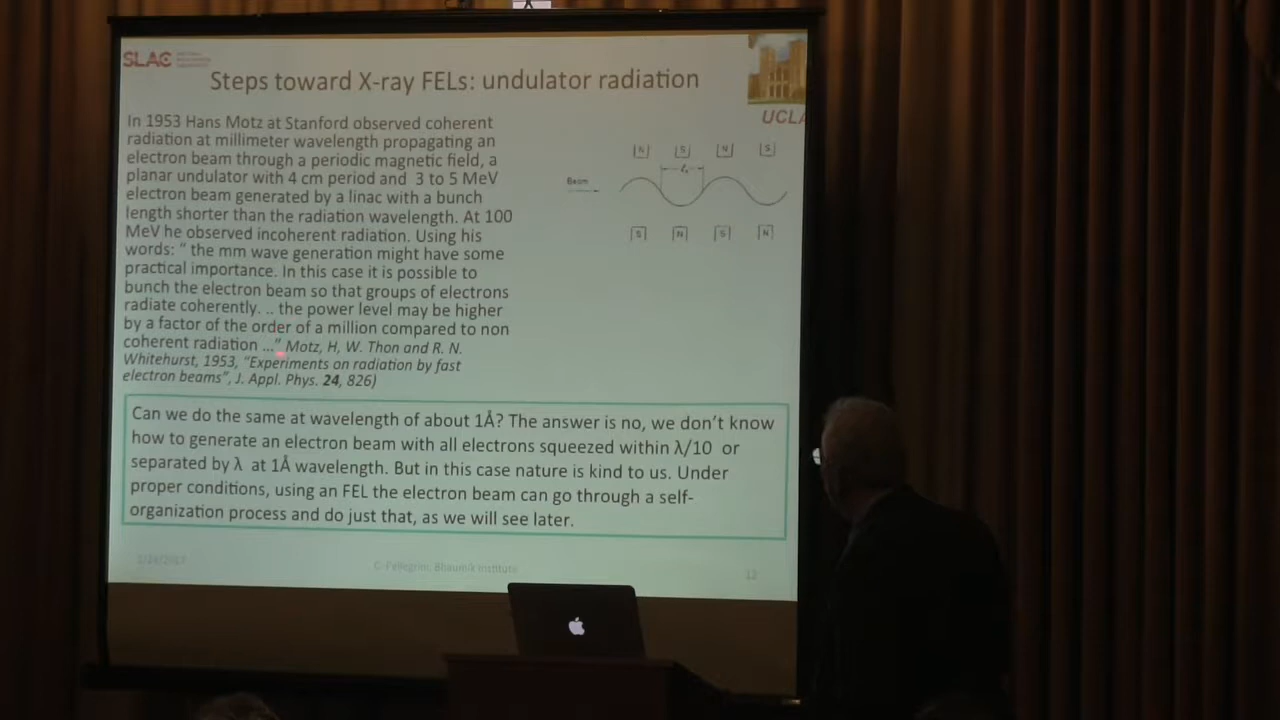 SLAC
Steps toward X-ray FELs: undulator radiation
UCLA
In 1953 Hans Motz at Stanford observed coherent
radiation at millimeter wavelength propagating an
electron beam through a periodic magnetic field, a
planar undulator with 4 cm period and 3 to 5 MeV
electron beam generated by a linac with a bunch
length shorter than the radiation wavelength. At 100
MeV he observed incoherent radiation. Using his
words: " the mm wave generation might have some
practical importance. In this case it is possible to
bunch the electron beam so that groups of electrons
radiate coherently. .. the power level may be higher
by a factor of the order of a million compared to non
coherent radiation ..." Motz, H, W. Thon and R. N.
Whitehurst, 1953, "Experiments on radiation by fast
electron beams", J. Appl. Phys. 24, 826)
N S N S
Beam
S N S N
Can we do the same at wavelength of about 1Å? The answer is no, we don't know
how to generate an electron beam with all electrons squeezed within λ/10 or
separated by λ at 1Å wavelength. But in this case nature is kind to us. Under
proper conditions, using an FEL the electron beam can go through a self-
organization process and do just that, as we will see later.
C. Pellegrini, Bhaumik Institute
12